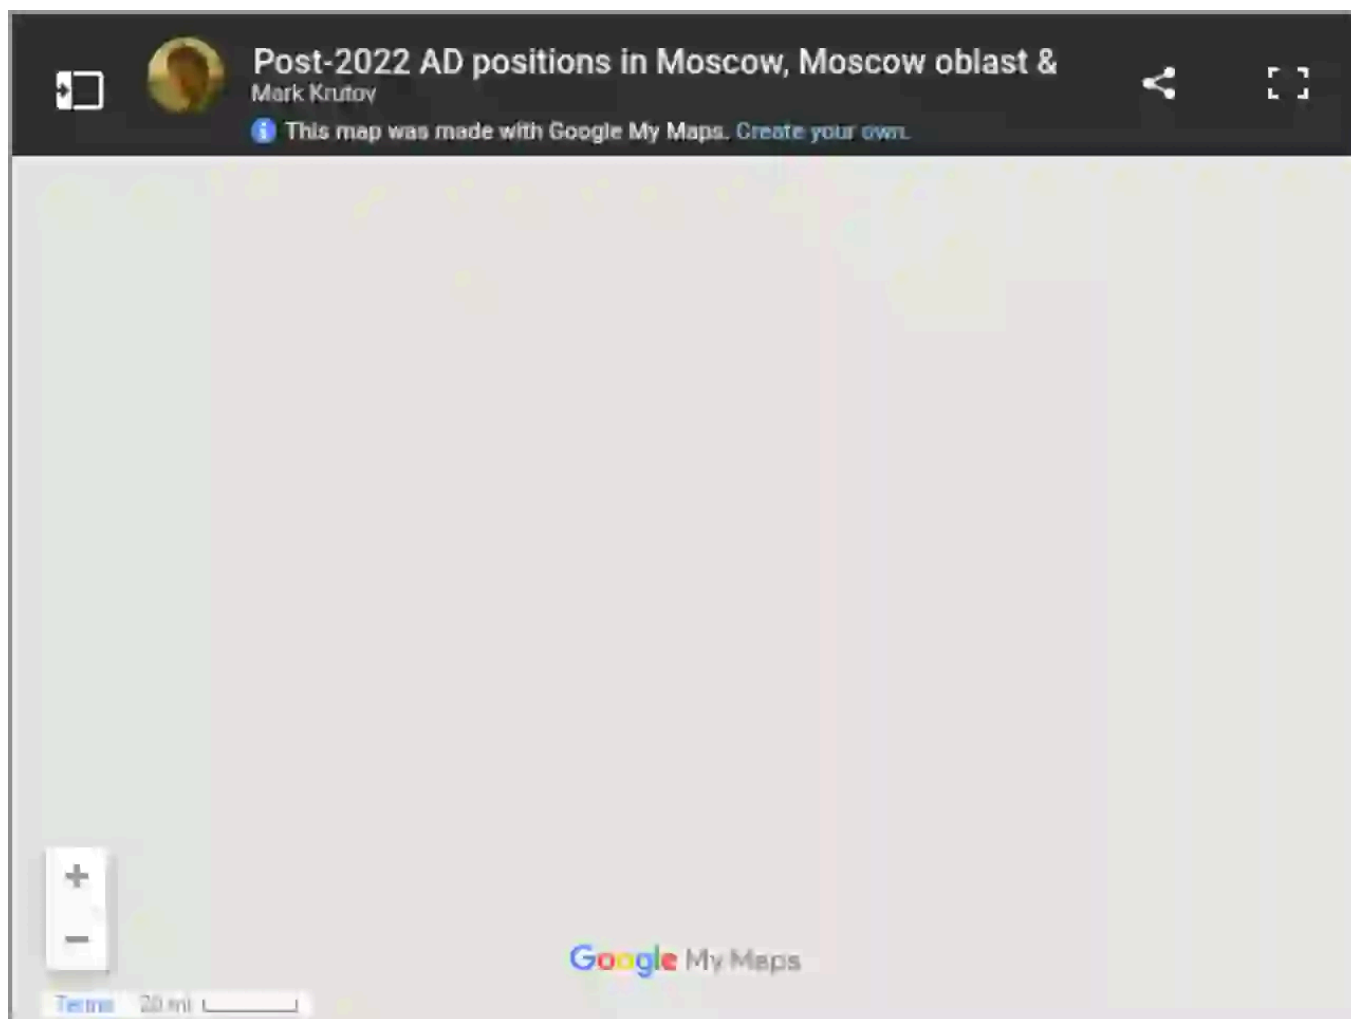 Post-2022 AD positions in Moscow, Moscow oblast &
Mark Krutov
This map was made with Google My Maps. Create your own.
+
−
Google My Maps
Terms 20 mi